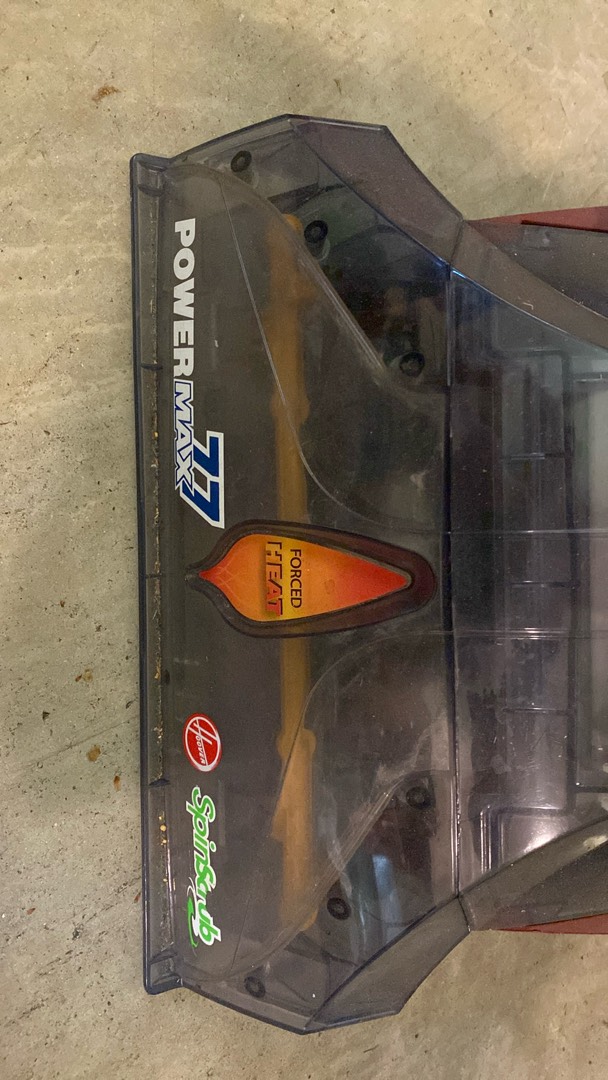 POWERMAX 77
FORCED
HEAT
Hoover
SpinScrub